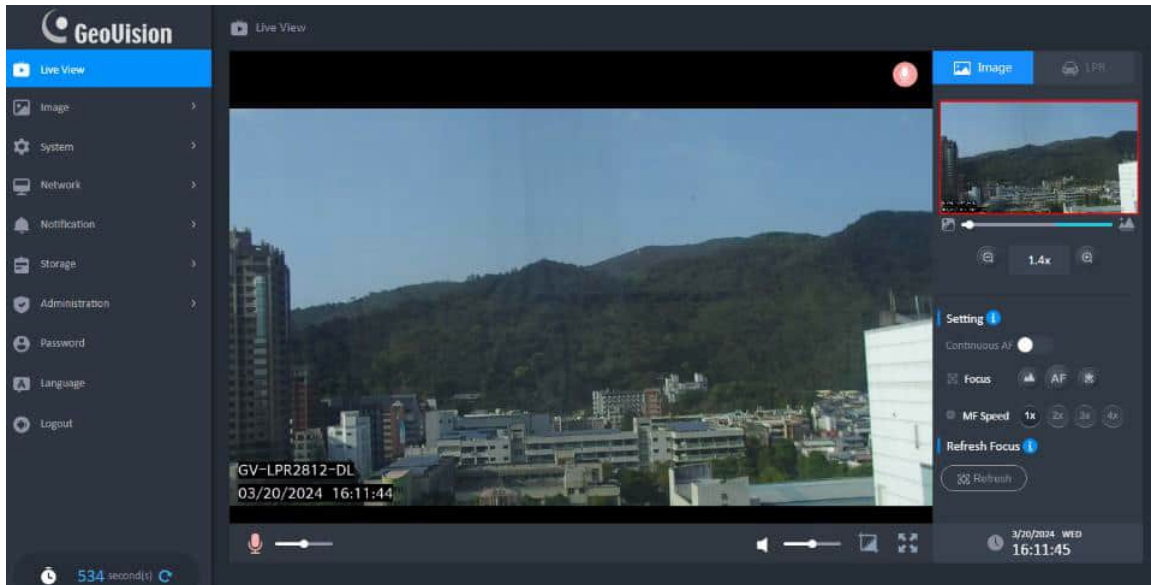 GeoVision
Live View
Live View
Image
System
Network
Notification
Storage
Administration
Password
Language
Logout
534 second(s)
GV-LPR2812-DL
03/20/2024 16:11:44
Image
LPR
1.4x
Setting
Continuous AF
Focus AF
MF Speed 1x 2x 3x 4x
Refresh Focus
Refresh
3/20/2024 WED
16:11:45